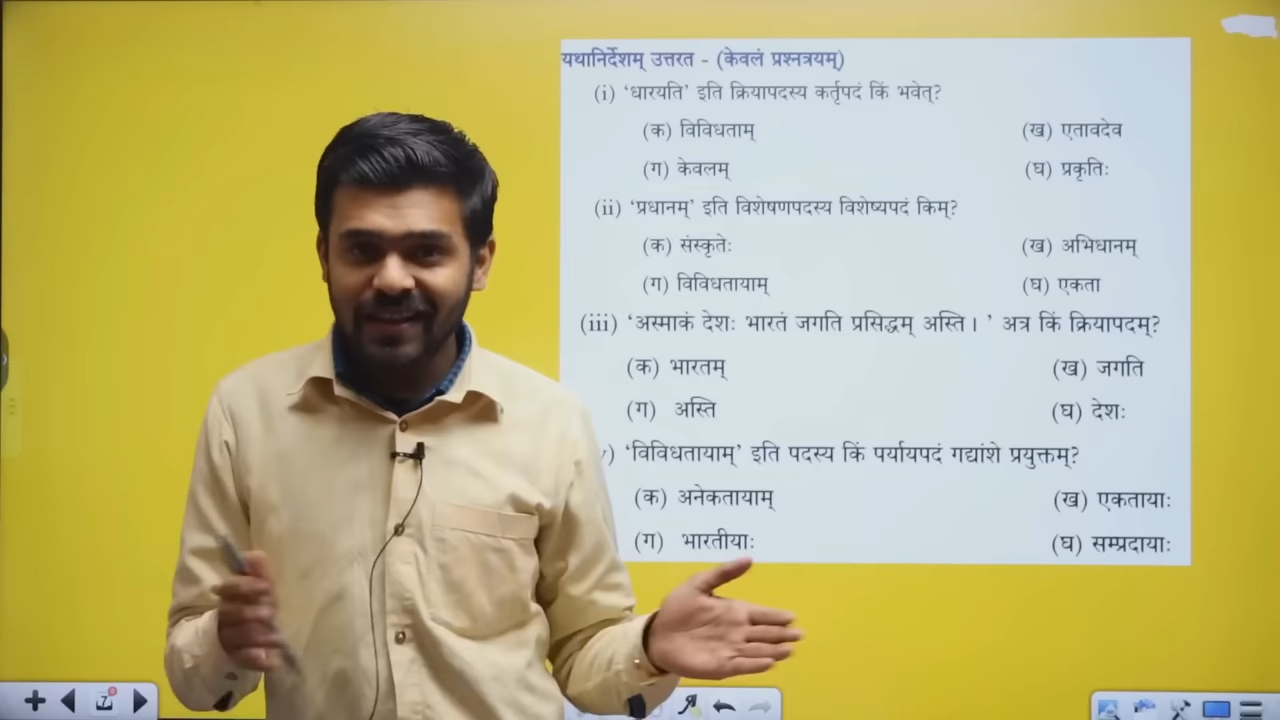 यथानिर्देशम् उत्तरत - (केवलं प्रश्नत्रयम्)
(i) ‘धारयति’ इति क्रियापदस्य कर्तृपदं किं भवेत्?
(क) विविधताम् (ख) एतावदेव
(ग) केवलम् (घ) प्रकृतिः
(ii) ‘प्रधानम्’ इति विशेषणपदस्य विशेष्यपदं किम्?
(क) संस्कृतेः (ख) अभिधानम्
(ग) विविधतायाम् (घ) एकता
(iii) ‘अस्माकं देशः भारतं जगति प्रसिद्धम् अस्ति। ’ अत्र किं क्रियापदम्?
(क) भारतम् (ख) जगति
(ग) अस्ति (घ) देशः
) ‘विविधतायाम्’ इति पदस्य किं पर्यायपदं गद्यांशे प्रयुक्तम्?
(क) अनेकतायाम् (ख) एकतायाः
(ग) भारतीयाः (घ) सम्प्रदायाः